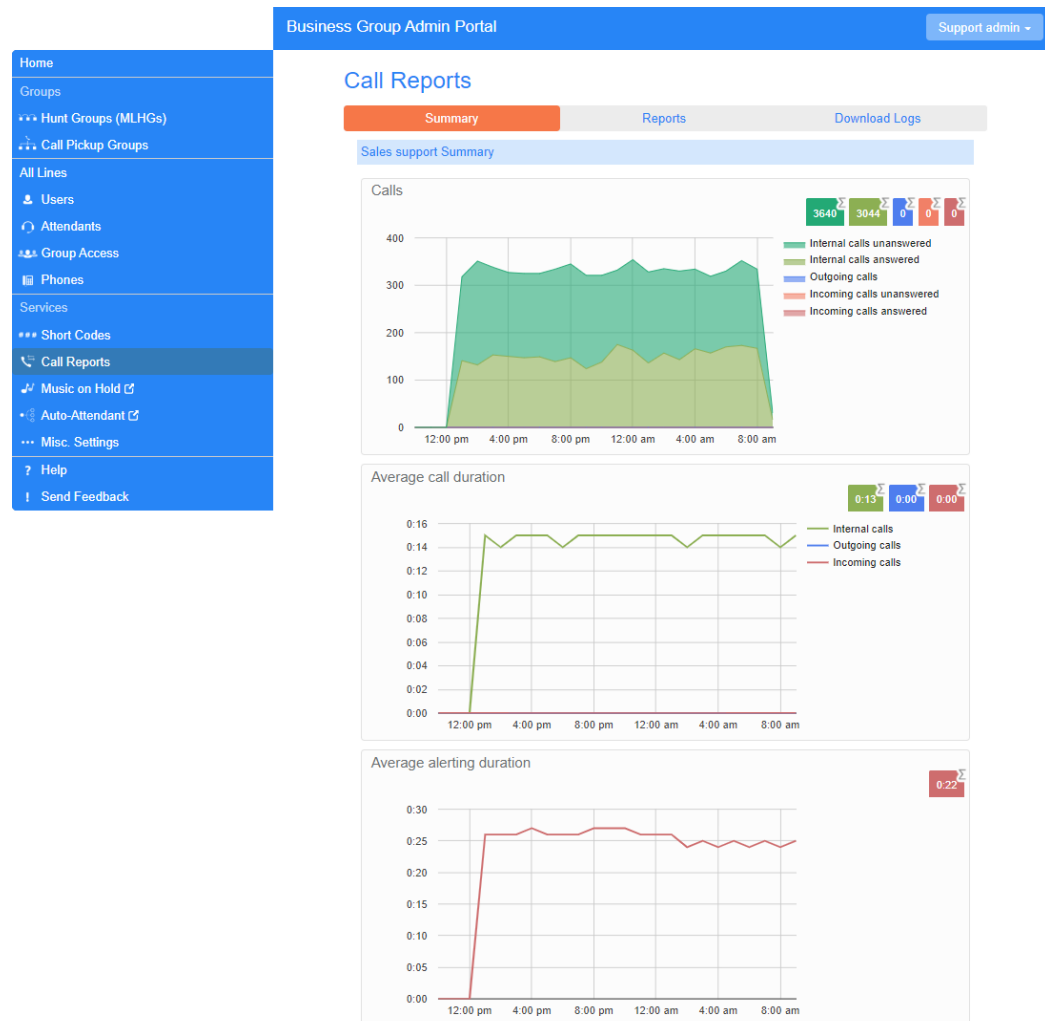 Business Group Admin Portal
Support admin
Home
Groups
Hunt Groups (MLHGs)
Call Pickup Groups
All Lines
Users
Attendants
Group Access
Phones
Services
### Short Codes
Call Reports
Music on Hold
Auto-Attendant
Misc. Settings
? Help
! Send Feedback
Call Reports
Summary Reports Download Logs
Sales support Summary
Calls
3640 Σ 3044 Σ 0 Σ 0 Σ 0 Σ
400
300
200
100
0
12:00 pm 4:00 pm 8:00 pm 12:00 am 4:00 am 8:00 am
Internal calls unanswered
Internal calls answered
Outgoing calls
Incoming calls unanswered
Incoming calls answered
Average call duration
0:13 Σ 0:00 Σ 0:00 Σ
0:16
0:14
0:12
0:10
0:08
0:06
0:04
0:02
0:00
12:00 pm 4:00 pm 8:00 pm 12:00 am 4:00 am 8:00 am
Internal calls
Outgoing calls
Incoming calls
Average alerting duration
0:22 Σ
0:30
0:25
0:20
0:15
0:10
0:05
0:00
12:00 pm 4:00 pm 8:00 pm 12:00 am 4:00 am 8:00 am